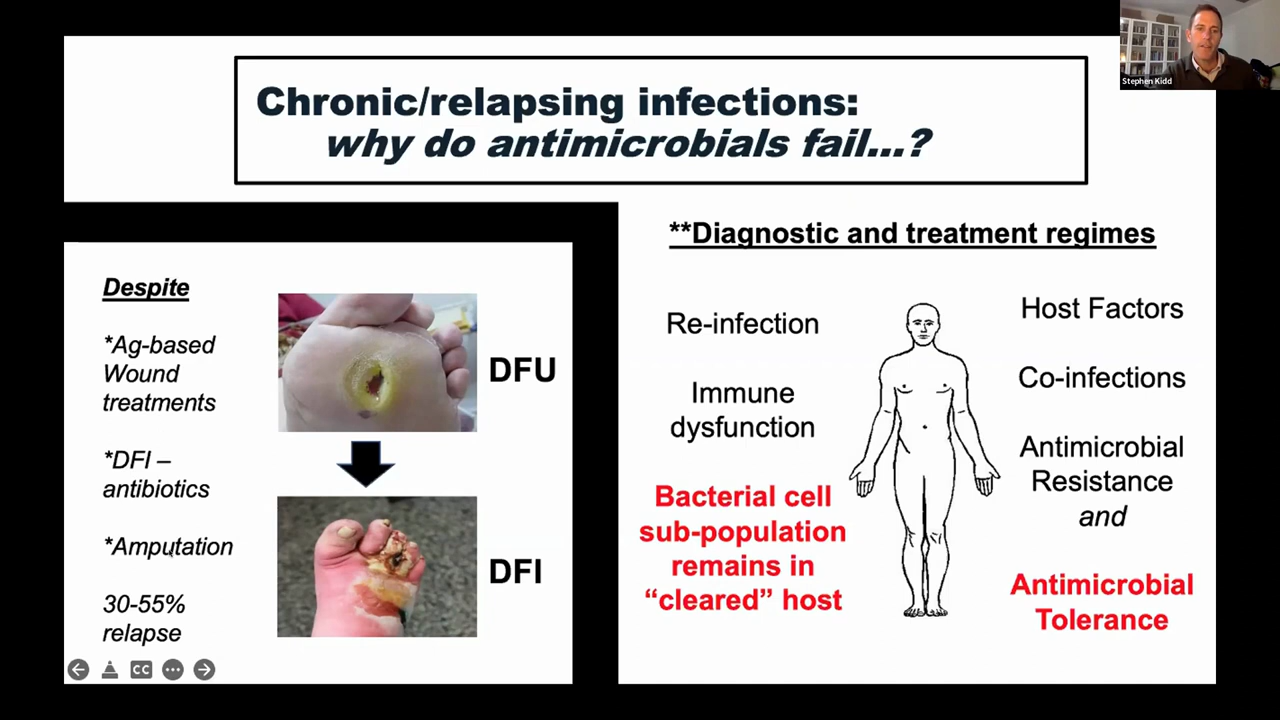 Stephen Kidd
Chronic/relapsing infections:
why do antimicrobials fail...?
Despite
*Ag-based
Wound
treatments
*DFI –
antibiotics
*Amputation
30-55%
relapse
DFU
DFI
**Diagnostic and treatment regimes
Re-infection
Immune
dysfunction
Bacterial cell
sub-population
remains in
“cleared” host
Host Factors
Co-infections
Antimicrobial
Resistance
and
Antimicrobial
Tolerance
CC